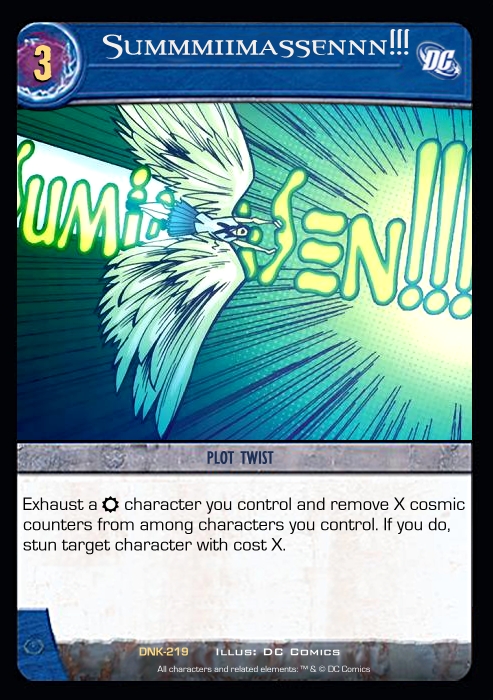 3
SUMMMIIMASSENNN!!!
DC
SUMI
EN!!!
PLOT TWIST
Exhaust a character you control and remove X cosmic
counters from among characters you control. If you do,
stun target character with cost X.
DNK-219 ILLUS: DC COMICS
All characters and related elements: ™ & © DC Comics